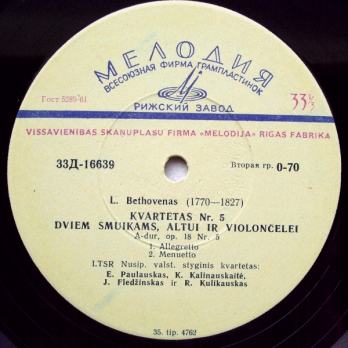 МЕЛОДИЯ
ВСЕСОЮЗНАЯ ФИРМА ГРАМПЛАСТИНОК
РИЖСКИЙ ЗАВОД
Гост 5289-61
33⅓
VISSAVIENIBAS SKAŅUPLAŠU FIRMA «MELODIJA» RIGAS FABRIKA
33Д-16639
Вторая гр. 0-70
L. Bethovenas (1770—1827)
KVARTETAS Nr. 5
DVIEM SMUIKAMS, ALTUI IR VIOLONČELEI
A-dur, op. 18 Nr. 5
1. Allegretto
2. Menuetto
LTSR Nusip. valst. styginis kvartetas:
E. Paulauskas, K. Kalinauskaitė,
J. Fledžinskas ir R. Kulikauskas
35. tip. 4762